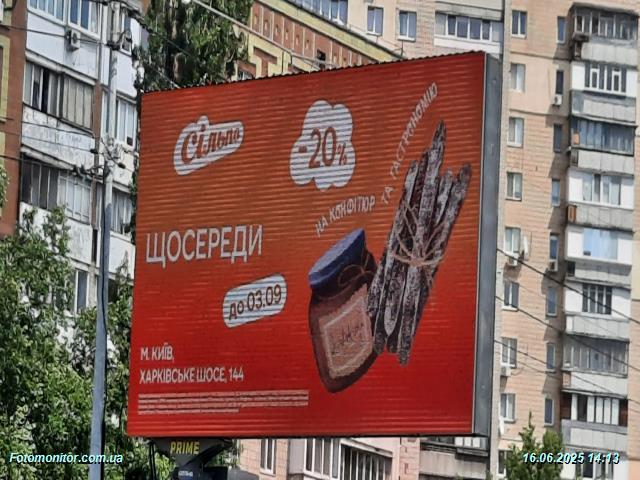 Сільпо
-20%
НА КОНФІТЮР ТА ГАСТРОНОМІЮ
ЩОСЕРЕДИ
до 03.09
М. КИЇВ,
ХАРКІВСЬКЕ ШОСЕ, 144
PRIME
Fotomonitor.com.ua
16.06.2025 14:13